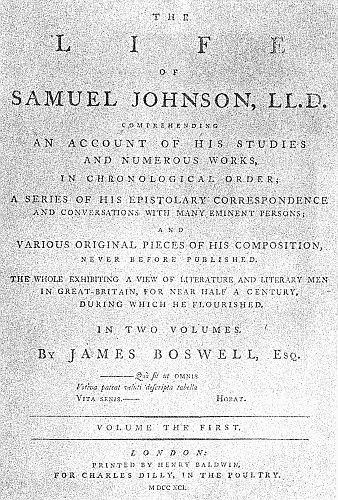 THE
LIFE
OF
SAMUEL JOHNSON, LL.D.
COMPREHENDING
AN ACCOUNT OF HIS STUDIES
AND NUMEROUS WORKS,
IN CHRONOLOGICAL ORDER;
A SERIES OF HIS EPISTOLARY CORRESPONDENCE
AND CONVERSATIONS WITH MANY EMINENT PERSONS;
AND
VARIOUS ORIGINAL PIECES OF HIS COMPOSITION,
NEVER BEFORE PUBLISHED.
THE WHOLE EXHIBITING A VIEW OF LITERATURE AND LITERARY MEN
IN GREAT-BRITAIN, FOR NEAR HALF A CENTURY,
DURING WHICH HE FLOURISHED.
IN TWO VOLUMES.
BY JAMES BOSWELL, ESQ.
———Quò fit ut OMNIS
Votiva pateat veluti descripta tabella
VITA SENIS.—— HORAT.
VOLUME THE FIRST.
LONDON:
PRINTED BY HENRY BALDWIN,
FOR CHARLES DILLY, IN THE POULTRY.
MDCCXCI.